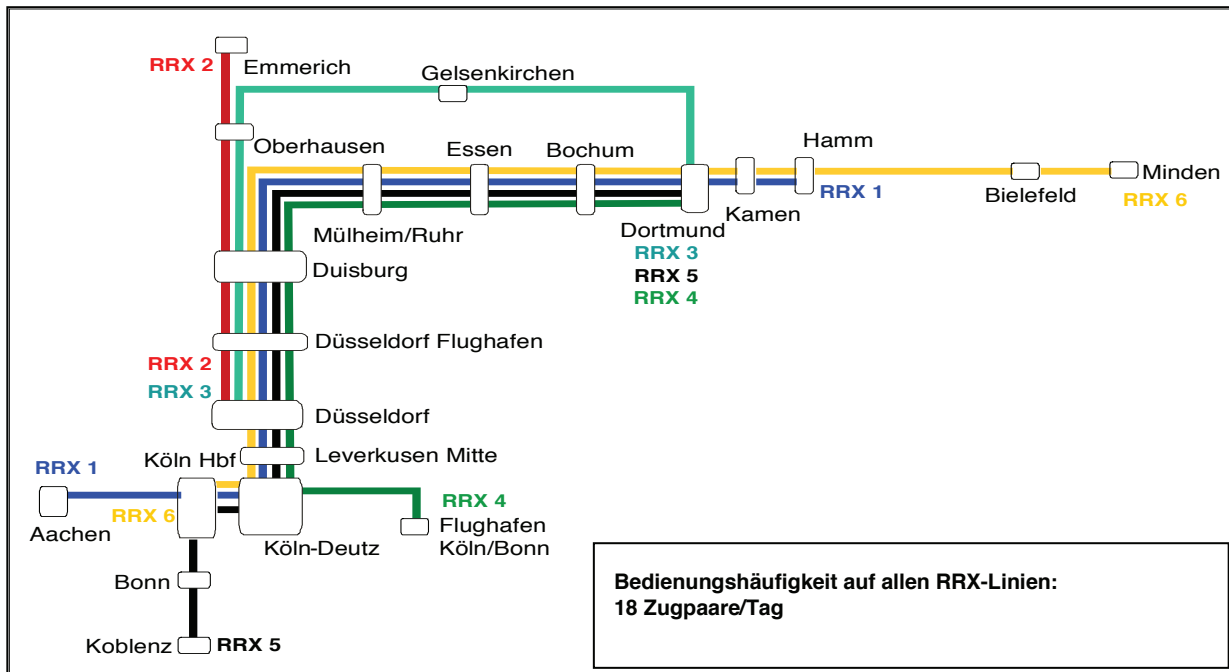 RRX 2
Emmerich
Gelsenkirchen
Oberhausen
Essen
Bochum
Hamm
Minden
RRX 1
Bielefeld
RRX 6
Kamen
Mülheim/Ruhr
Dortmund
RRX 3
RRX 5
RRX 4
Duisburg
Düsseldorf Flughafen
RRX 2
RRX 3
Düsseldorf
Köln Hbf
Leverkusen Mitte
RRX 1
RRX 6
Aachen
RRX 4
Flughafen
Köln/Bonn
Köln-Deutz
Bonn
Koblenz
RRX 5
Bedienungshäufigkeit auf allen RRX-Linien:
18 Zugpaare/Tag